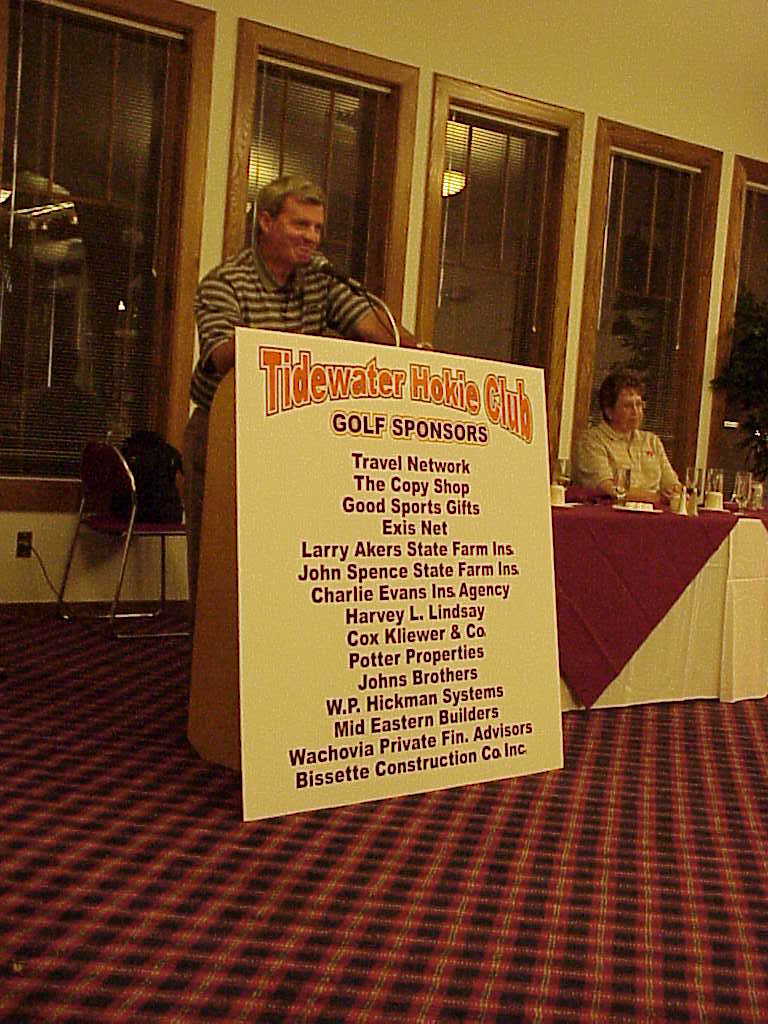 Tidewater Hokie Club
GOLF SPONSORS
Travel Network
The Copy Shop
Good Sports Gifts
Exis Net
Larry Akers State Farm Ins.
John Spence State Farm Ins.
Charlie Evans Ins. Agency
Harvey L. Lindsay
Cox Kliewer & Co.
Potter Properties
Johns Brothers
W.P. Hickman Systems
Mid Eastern Builders
Wachovia Private Fin. Advisors
Bissette Construction Co. Inc.